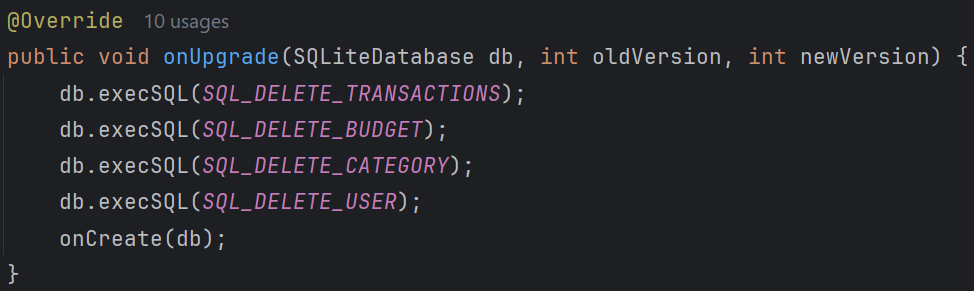 @Override 10 usages
public void onUpgrade(SQLiteDatabase db, int oldVersion, int newVersion) {
    db.execSQL(SQL_DELETE_TRANSACTIONS);
    db.execSQL(SQL_DELETE_BUDGET);
    db.execSQL(SQL_DELETE_CATEGORY);
    db.execSQL(SQL_DELETE_USER);
    onCreate(db);
}